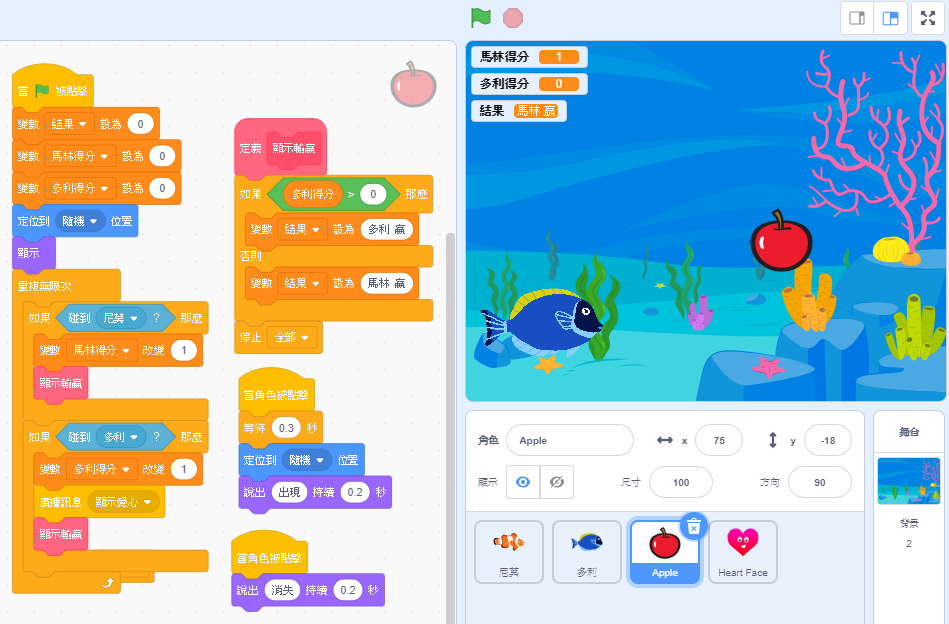 當 被點擊
變數 結果 設為 0
變數 馬林得分 設為 0
變數 多利得分 設為 0
定位到 隨機 位置
顯示
重複無限次
如果 碰到 尼莫 ? 那麼
變數 馬林得分 改變 1
顯示輸贏
如果 碰到 多利 ? 那麼
變數 多利得分 改變 1
廣播訊息 顯示愛心
顯示輸贏
定義 顯示輸贏
如果 多利得分 > 0 那麼
變數 結果 設為 多利 贏
否則
變數 結果 設為 馬林 贏
停止 全部
當角色被點擊
等待 0.3 秒
定位到 隨機 位置
說出 出現 持續 0.2 秒
當角色被點擊
說出 消失 持續 0.2 秒
馬林得分 1
多利得分 0
結果 馬林 贏
角色 Apple x 75 y -18
顯示 尺寸 100 方向 90
尼莫 多利 Apple Heart Face
舞台
背景
2